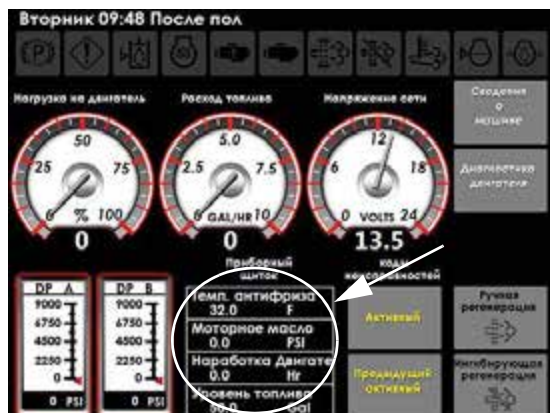 Вторник 09:48 После пол
Нагрузка на двигатель
Расход топлива
Напряжение сети
Сведения
о
машине
50
25
75
0
% 100
0
5.0
2.5
7.5
0
GAL/HR 10
0
12
6
18
0 VOLTS 24
13.5
Диагностика
двигателя
Приборный
щиток
коды
неисправностей
DP A
9000
6750
4500
2250
0
0 PSI
DP B
9000
6750
4500
2250
0
0 PSI
Темп. антифриза
32.0 F
Моторное масло
0.0 PSI
Наработка Двигате
0.0 Hr
Уровень топлива
Gal
Активный
Предыдущий
активный
Ручная
регенерация
Ингибирующая
регенерация